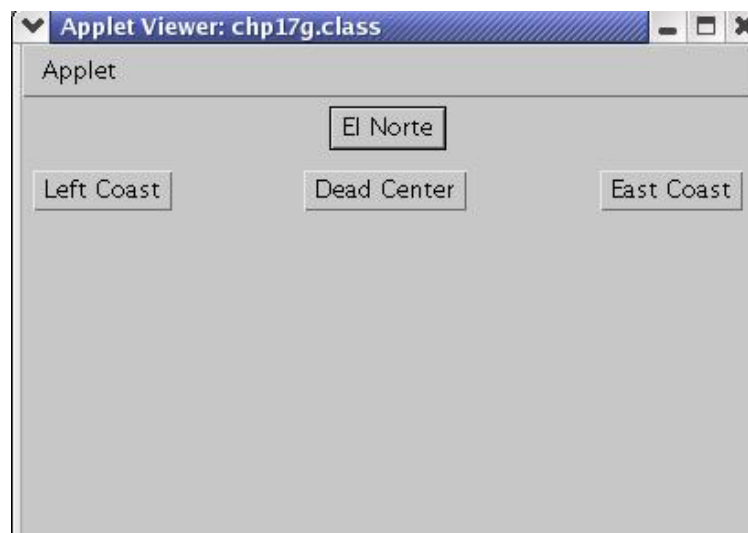 Applet Viewer: chp17g.class
Applet
El Norte
Left Coast Dead Center East Coast